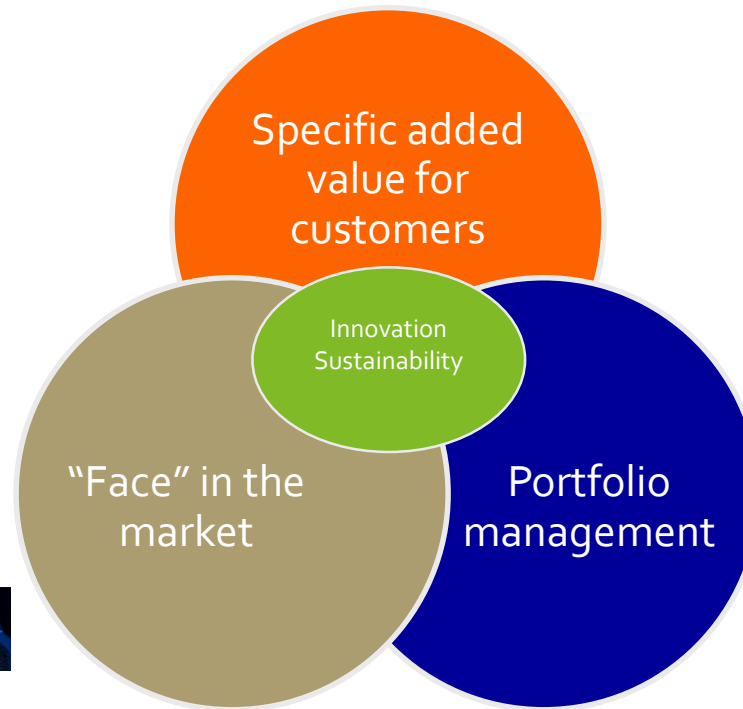 Specific added
value for
customers
Innovation
Sustainability
“Face” in the
market
Portfolio
management